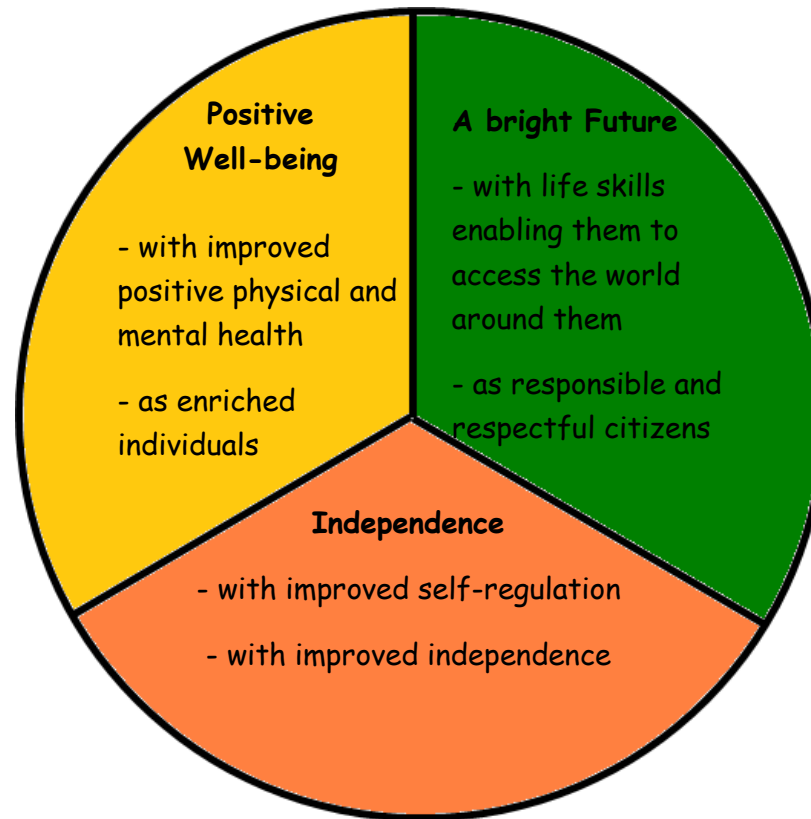 Positive
Well-being
- with improved
positive physical and
mental health
- as enriched
individuals
A bright Future
- with life skills
enabling them to
access the world
around them
- as responsible and
respectful citizens
Independence
- with improved self-regulation
- with improved independence